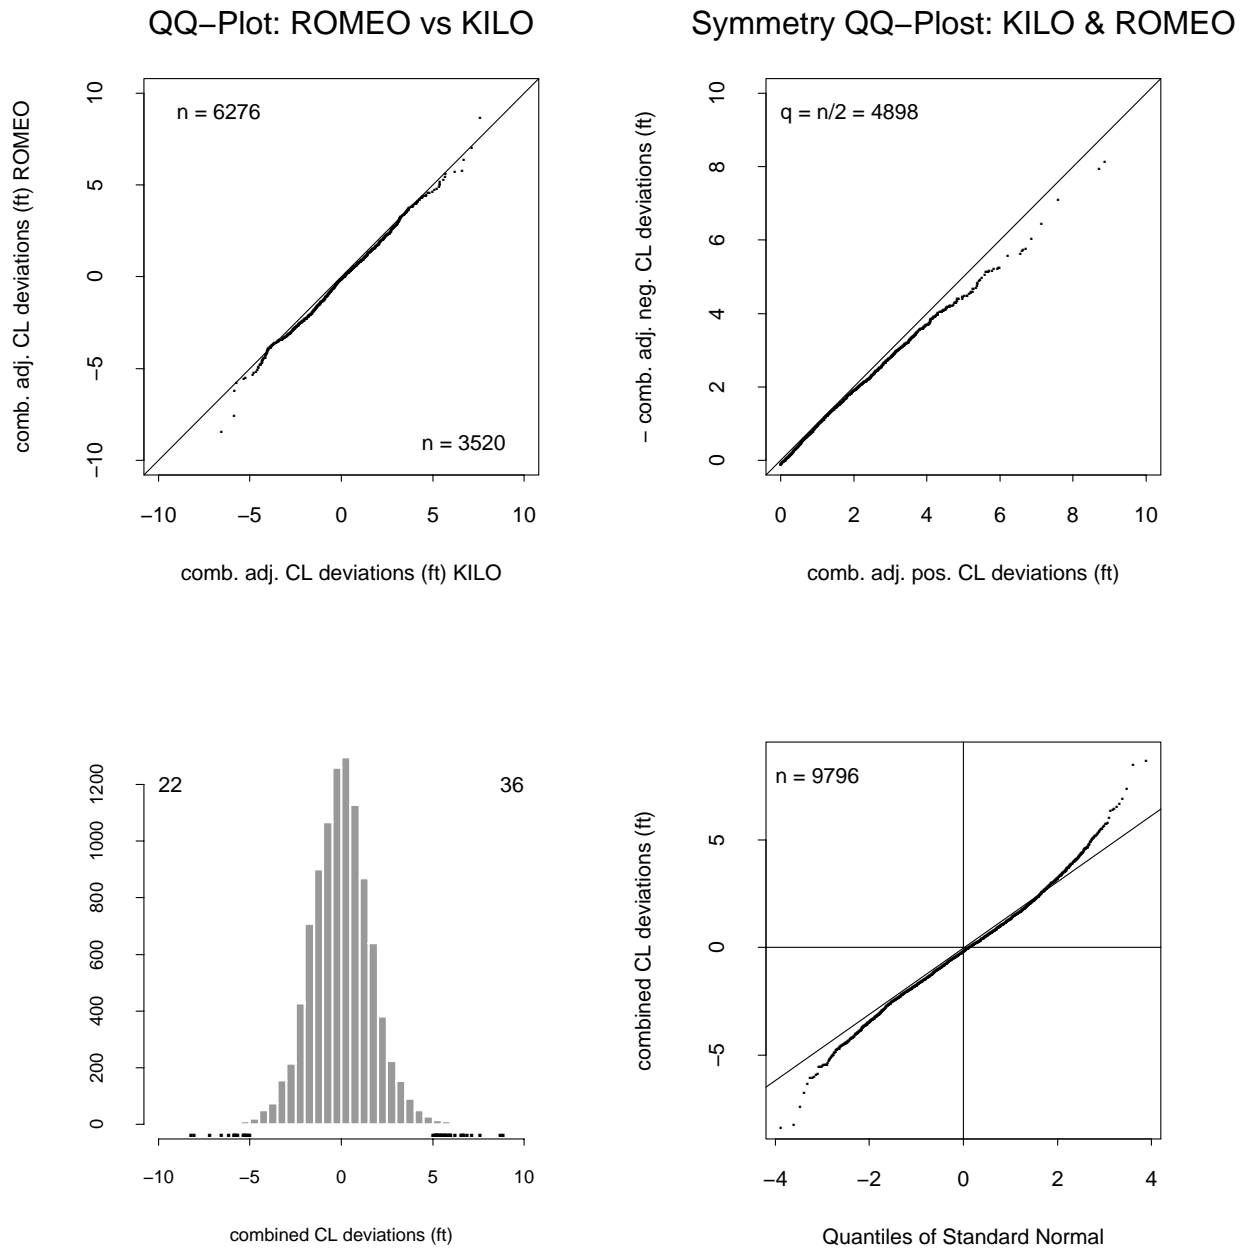 QQ−Plot: ROMEO vs KILO
n = 6276
n = 3520
comb. adj. CL deviations (ft) ROMEO
10
5
0
−5
−10
−10 −5 0 5 10
comb. adj. CL deviations (ft) KILO
Symmetry QQ−Plost: KILO & ROMEO
q = n/2 = 4898
− comb. adj. neg. CL deviations (ft)
10
8
6
4
2
0
0 2 4 6 8 10
comb. adj. pos. CL deviations (ft)
22 36
1200
1000
800
600
400
200
0
−10 −5 0 5 10
combined CL deviations (ft)
n = 9796
combined CL deviations (ft)
5
0
−5
−4 −2 0 2 4
Quantiles of Standard Normal